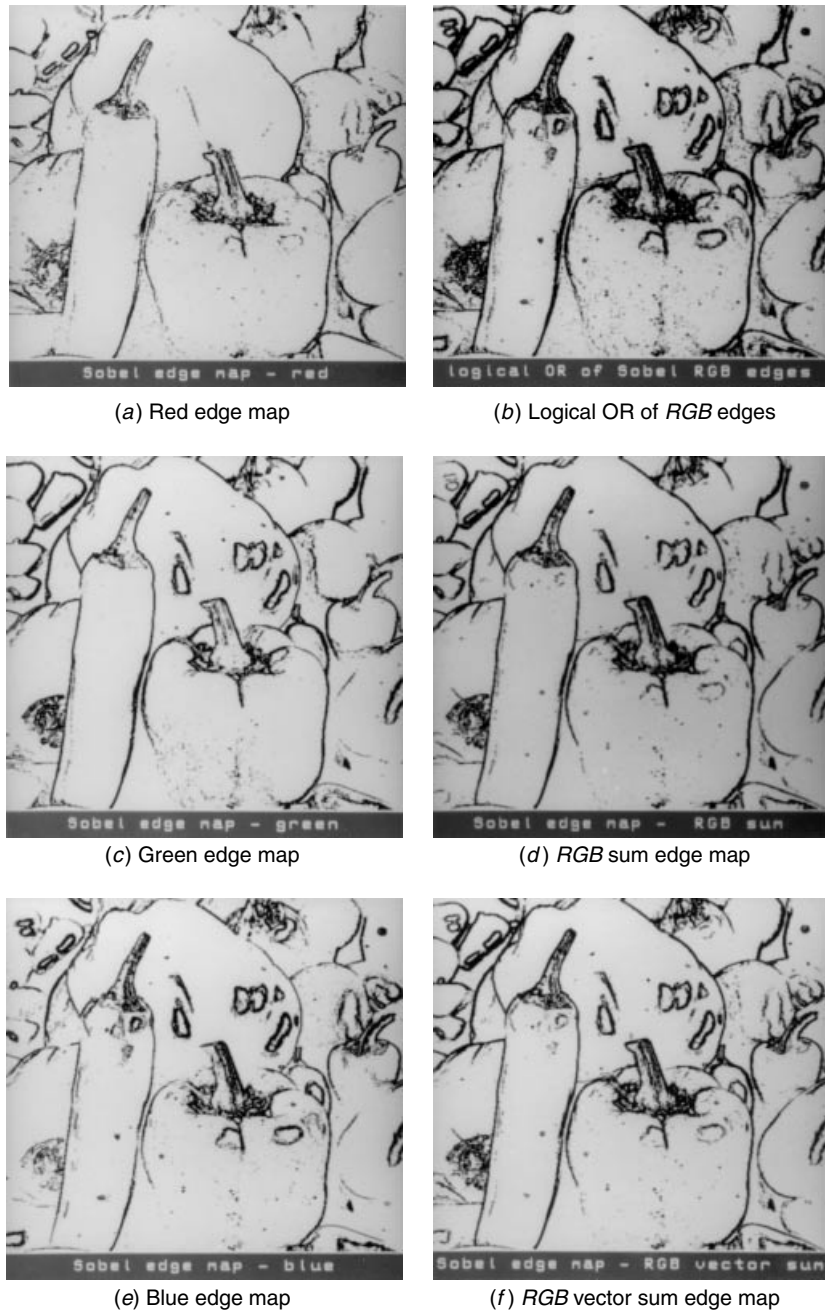 Sobel edge map - red
logical OR of Sobel RGB edges
(a) Red edge map
(b) Logical OR of RGB edges
Sobel edge map - green
Sobel edge map - RGB sum
(c) Green edge map
(d) RGB sum edge map
Sobel edge map - blue
Sobel edge map - RGB vector sum
(e) Blue edge map
(f) RGB vector sum edge map